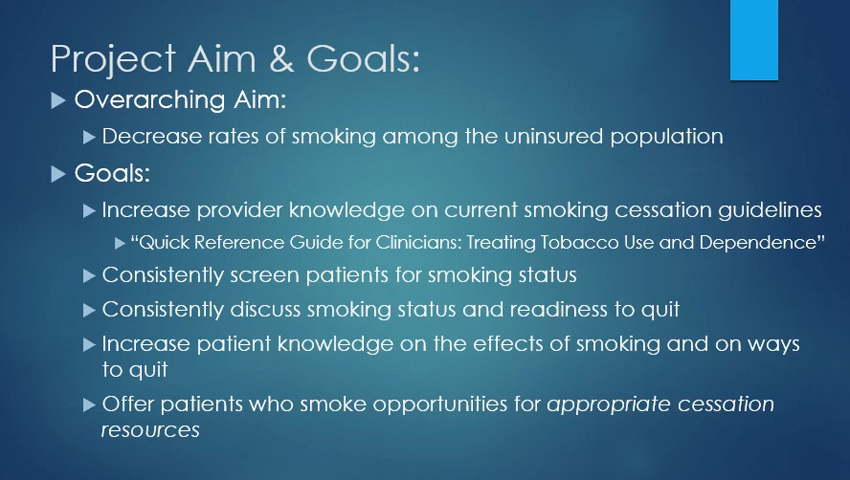 Project Aim & Goals:
Overarching Aim:
Decrease rates of smoking among the uninsured population
Goals:
Increase provider knowledge on current smoking cessation guidelines
“Quick Reference Guide for Clinicians: Treating Tobacco Use and Dependence”
Consistently screen patients for smoking status
Consistently discuss smoking status and readiness to quit
Increase patient knowledge on the effects of smoking and on ways
to quit
Offer patients who smoke opportunities for appropriate cessation
resources